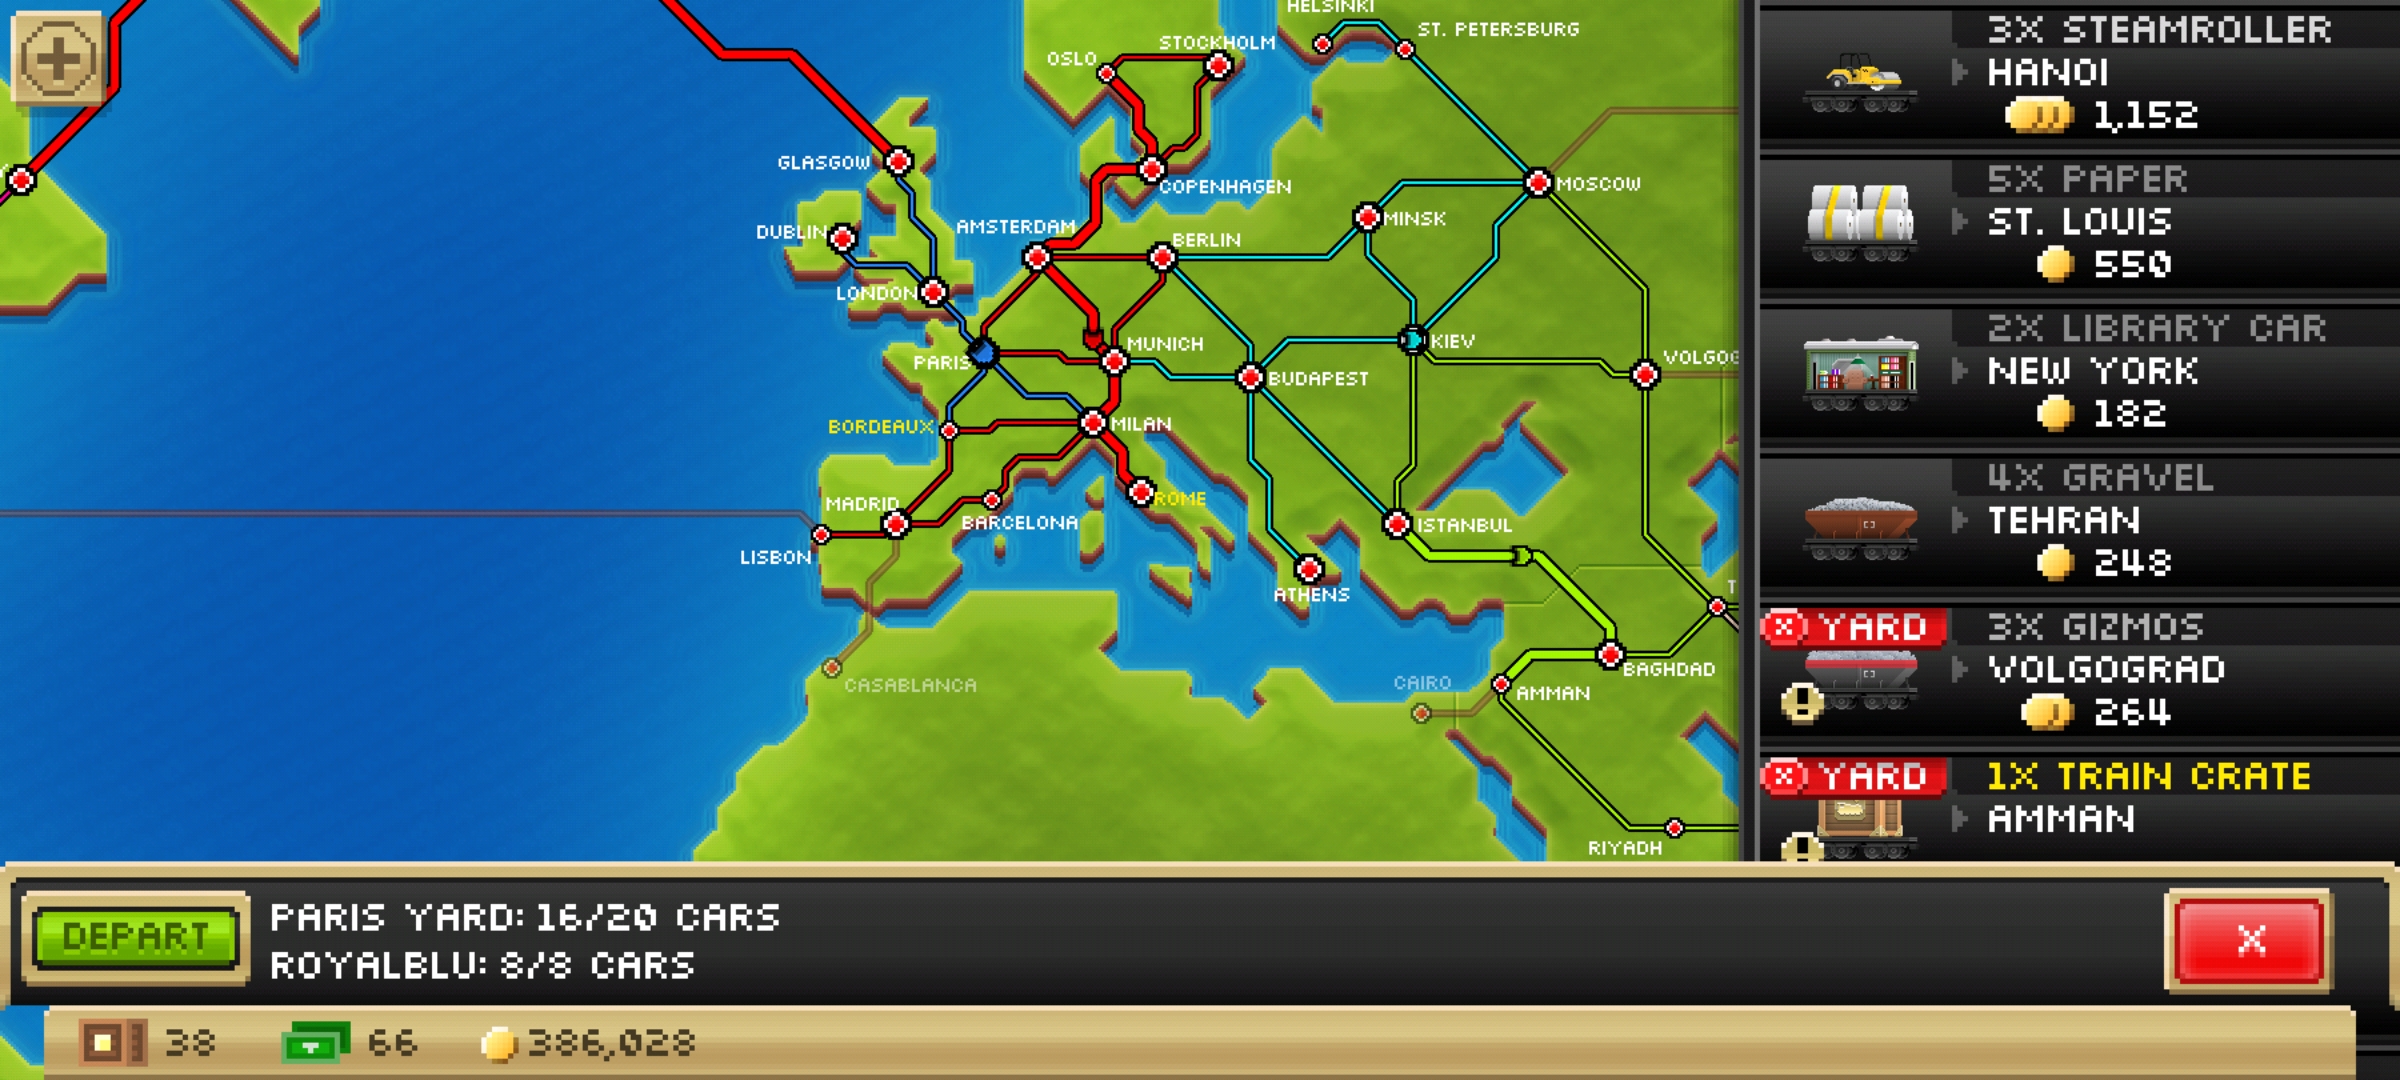 HELSINKI
ST. PETERSBURG
STOCKHOLM
OSLO
GLASGOW
MOSCOW
COPENHAGEN
MINSK
DUBLIN
AMSTERDAM
BERLIN
LONDON
PARIS
MUNICH
KIEV
BUDAPEST
BORDEAUX
MILAN
MADRID
ROME
BARCELONA
ISTANBUL
LISBON
ATHENS
CASABLANCA
CAIRO
BAGHDAD
AMMAN
RIYADH
3X STEAMROLLER
HANOI
1,152
5X PAPER
ST. LOUIS
550
2X LIBRARY CAR
NEW YORK
182
4X GRAVEL
TEHRAN
248
X YARD
3X GIZMOS
VOLGOGRAD
264
X YARD
1X TRAIN CRATE
AMMAN
DEPART
PARIS YARD: 16/20 CARS
ROYALBLU: 8/8 CARS
X
38
66
386,028